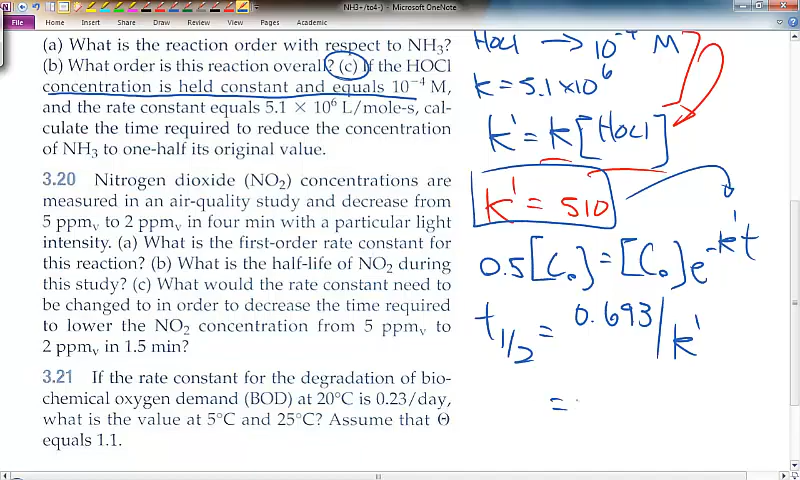 NH3+/to4-) - Microsoft OneNote
File
Home
Insert
Share
Draw
Review
View
Covers
Pages
Academic
(a) What is the reaction order with respect to NH₃?
(b) What order is this reaction overall? (c) If the HOCl
concentration is held constant and equals 10⁻⁴ M,
and the rate constant equals 5.1 × 10⁶ L/mole-s, cal-
culate the time required to reduce the concentration
of NH₃ to one-half its original value.
3.20 Nitrogen dioxide (NO₂) concentrations are
measured in an air-quality study and decrease from
5 ppmᵥ to 2 ppmᵥ in four min with a particular light
intensity. (a) What is the first-order rate constant for
this reaction? (b) What is the half-life of NO₂ during
this study? (c) What would the rate constant need to
be changed to in order to decrease the time required
to lower the NO₂ concentration from 5 ppmᵥ to
2 ppmᵥ in 1.5 min?
3.21 If the rate constant for the degradation of bio-
chemical oxygen demand (BOD) at 20°C is 0.23/day,
what is the value at 5°C and 25°C? Assume that Θ
equals 1.1.
HOCl → 10⁻⁴ M
k = 5.1×10⁶
k' = k[HOCl]
k' = 510
0.5[C₀] = [C₀]e^-k't
t1/2 = 0.693/k'
=